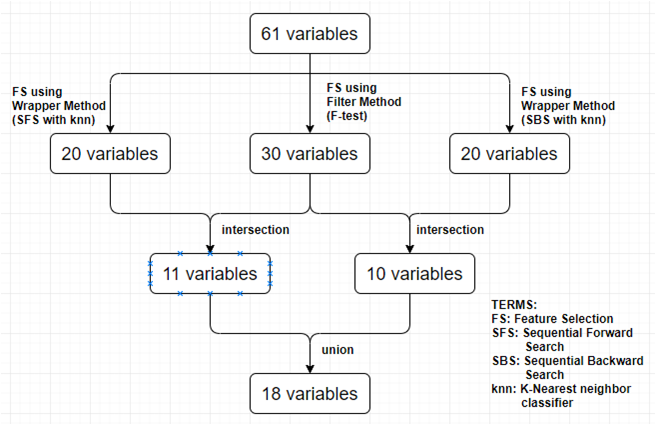 61 variables
FS using
Wrapper Method
(SFS with knn)
FS using
Filter Method
(F-test)
FS using
Wrapper Method
(SBS with knn)
20 variables
30 variables
20 variables
intersection
intersection
11 variables
10 variables
TERMS:
FS: Feature Selection
SFS: Sequential Forward
Search
SBS: Sequential Backward
Search
knn: K-Nearest neighbor
classifier
union
18 variables